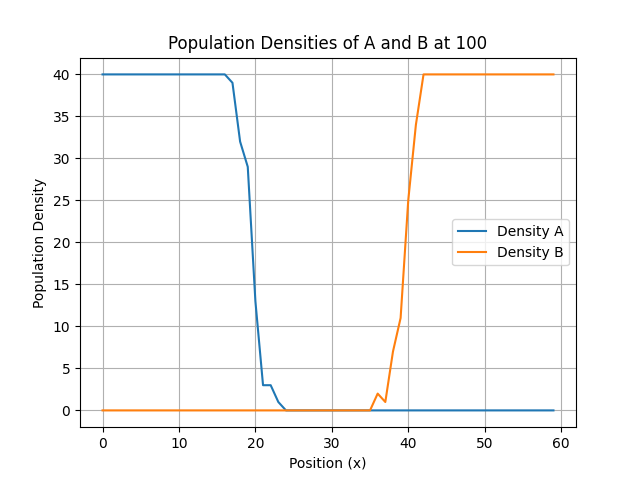 Population Densities of A and B at 100
Population Density
40
35
30
25
20
15
10
5
0
Density A
Density B
0 10 20 30 40 50 60
Position (x)